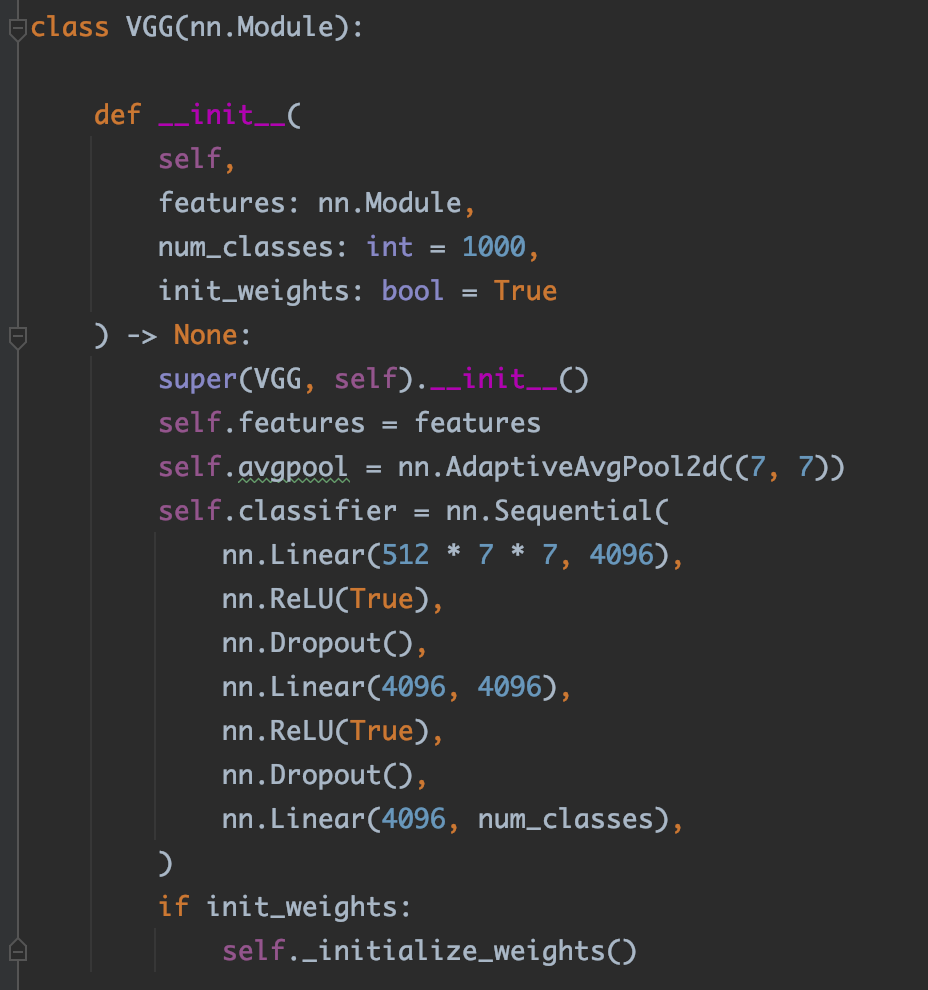 class VGG(nn.Module):

    def __init__(
        self,
        features: nn.Module,
        num_classes: int = 1000,
        init_weights: bool = True
    ) -> None:
        super(VGG, self).__init__()
        self.features = features
        self.avgpool = nn.AdaptiveAvgPool2d((7, 7))
        self.classifier = nn.Sequential(
            nn.Linear(512 * 7 * 7, 4096),
            nn.ReLU(True),
            nn.Dropout(),
            nn.Linear(4096, 4096),
            nn.ReLU(True),
            nn.Dropout(),
            nn.Linear(4096, num_classes),
        )
        if init_weights:
            self._initialize_weights()